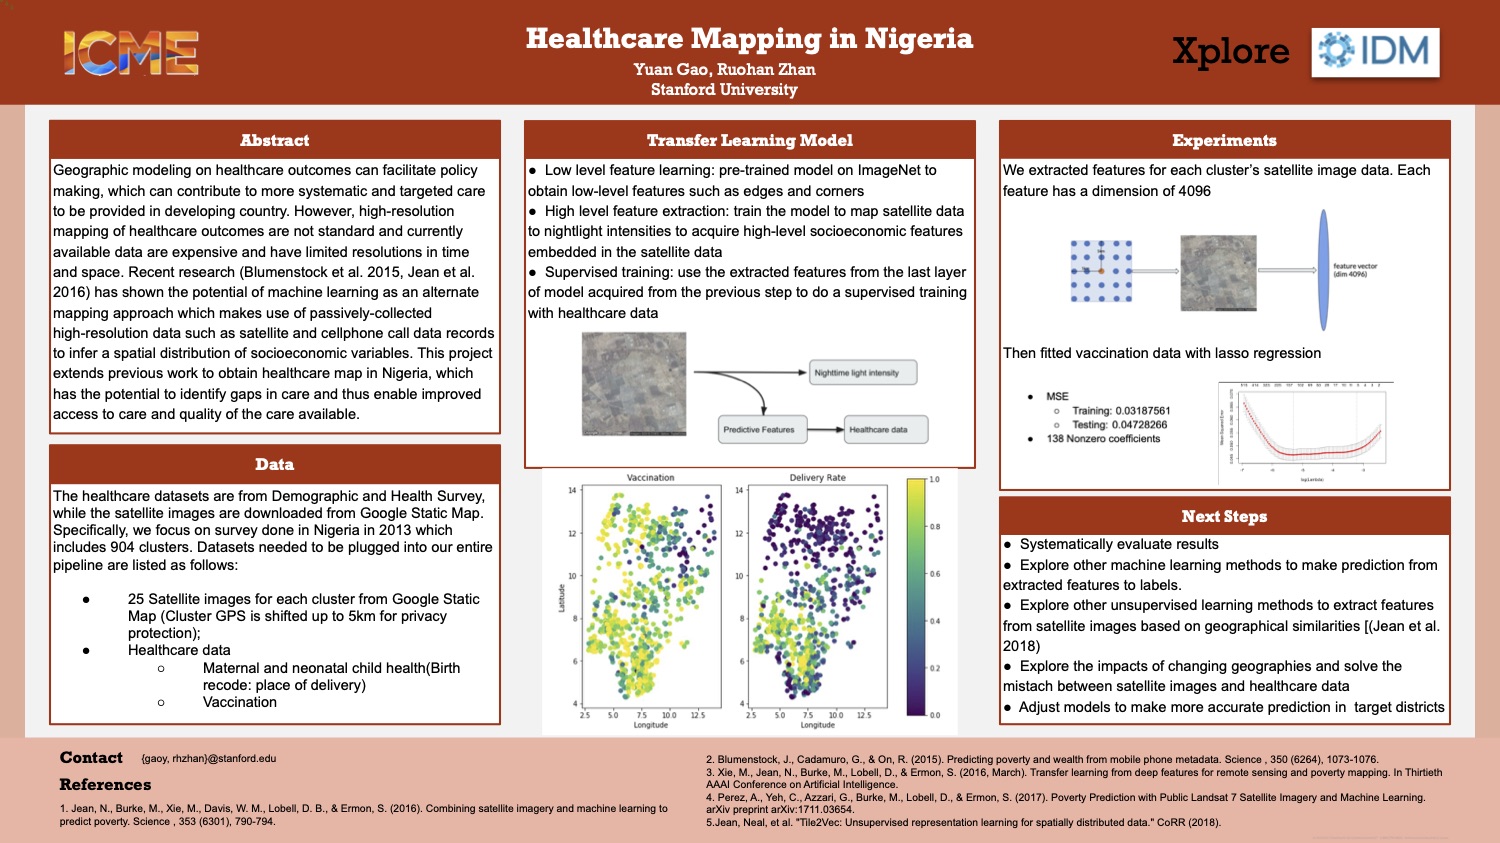 ICME
Healthcare Mapping in Nigeria
Yuan Gao, Ruohan Zhan
Stanford University
Xplore
IDM
Abstract
Geographic modeling on healthcare outcomes can facilitate policy
making, which can contribute to more systematic and targeted care
to be provided in developing country. However, high-resolution
mapping of healthcare outcomes are not standard and currently
available data are expensive and have limited resolutions in time
and space. Recent research (Blumenstock et al. 2015, Jean et al.
2016) has shown the potential of machine learning as an alternate
mapping approach which makes use of passively-collected
high-resolution data such as satellite and cellphone call data records
to infer a spatial distribution of socioeconomic variables. This project
extends previous work to obtain healthcare map in Nigeria, which
has the potential to identify gaps in care and thus enable improved
access to care and quality of the care available.
Data
The healthcare datasets are from Demographic and Health Survey,
while the satellite images are downloaded from Google Static Map.
Specifically, we focus on survey done in Nigeria in 2013 which
includes 904 clusters. Datasets needed to be plugged into our entire
pipeline are listed as follows:
● 25 Satellite images for each cluster from Google Static
Map (Cluster GPS is shifted up to 5km for privacy
protection);
● Healthcare data
○ Maternal and neonatal child health(Birth
recode: place of delivery)
○ Vaccination
Transfer Learning Model
● Low level feature learning: pre-trained model on ImageNet to
obtain low-level features such as edges and corners
● High level feature extraction: train the model to map satellite data
to nightlight intensities to acquire high-level socioeconomic features
embedded in the satellite data
● Supervised training: use the extracted features from the last layer
of model acquired from the previous step to do a supervised training
with healthcare data
Nighttime light intensity
Predictive Features
Healthcare data
Vaccination
Delivery Rate
14
12
10
8
6
4
Latitude
2.5 5.0 7.5 10.0 12.5
Longitude
14
12
10
8
6
4
2.5 5.0 7.5 10.0 12.5
Longitude
1.0
0.8
0.6
0.4
0.2
0.0
Experiments
We extracted features for each cluster's satellite image data. Each
feature has a dimension of 4096
feature vector
(dim 4096)
Then fitted vaccination data with lasso regression
● MSE
○ Training: 0.03187561
○ Testing: 0.04728266
● 138 Nonzero coefficients
Mean-Squared Error
log(Lambda)
Next Steps
● Systematically evaluate results
● Explore other machine learning methods to make prediction from
extracted features to labels.
● Explore other unsupervised learning methods to extract features
from satellite images based on geographical similarities [(Jean et al.
2018)
● Explore the impacts of changing geographies and solve the
mistach between satellite images and healthcare data
● Adjust models to make more accurate prediction in target districts
Contact {gaoy, rhzhan}@stanford.edu
References
1. Jean, N., Burke, M., Xie, M., Davis, W. M., Lobell, D. B., & Ermon, S. (2016). Combining satellite imagery and machine learning to
predict poverty. Science , 353 (6301), 790-794.
2. Blumenstock, J., Cadamuro, G., & On, R. (2015). Predicting poverty and wealth from mobile phone metadata. Science , 350 (6264), 1073-1076.
3. Xie, M., Jean, N., Burke, M., Lobell, D., & Ermon, S. (2016, March). Transfer learning from deep features for remote sensing and poverty mapping. In Thirtieth
AAAI Conference on Artificial Intelligence.
4. Perez, A., Yeh, C., Azzari, G., Burke, M., Lobell, D., & Ermon, S. (2017). Poverty Prediction with Public Landsat 7 Satellite Imagery and Machine Learning.
arXiv preprint arXiv:1711.03654.
5.Jean, Neal, et al. "Tile2Vec: Unsupervised representation learning for spatially distributed data." CoRR (2018).